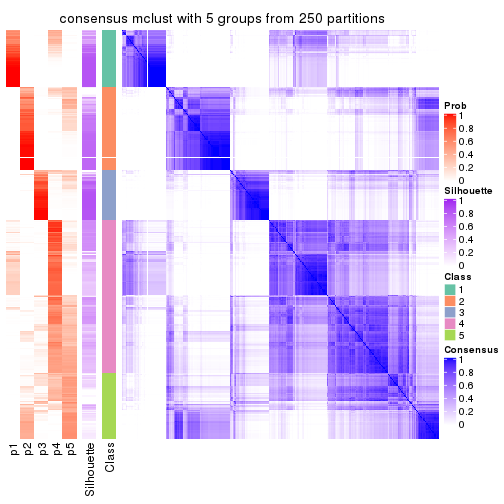 consensus mclust with 5 groups from 250 partitions
Prob
1
0.8
0.6
0.4
0.2
0
Silhouette
1
0.8
0.6
0.4
0.2
0
Class
1
2
3
4
5
Consensus
1
0.8
0.6
0.4
0.2
0
p1
p2
p3
p4
p5
Silhouette
Class